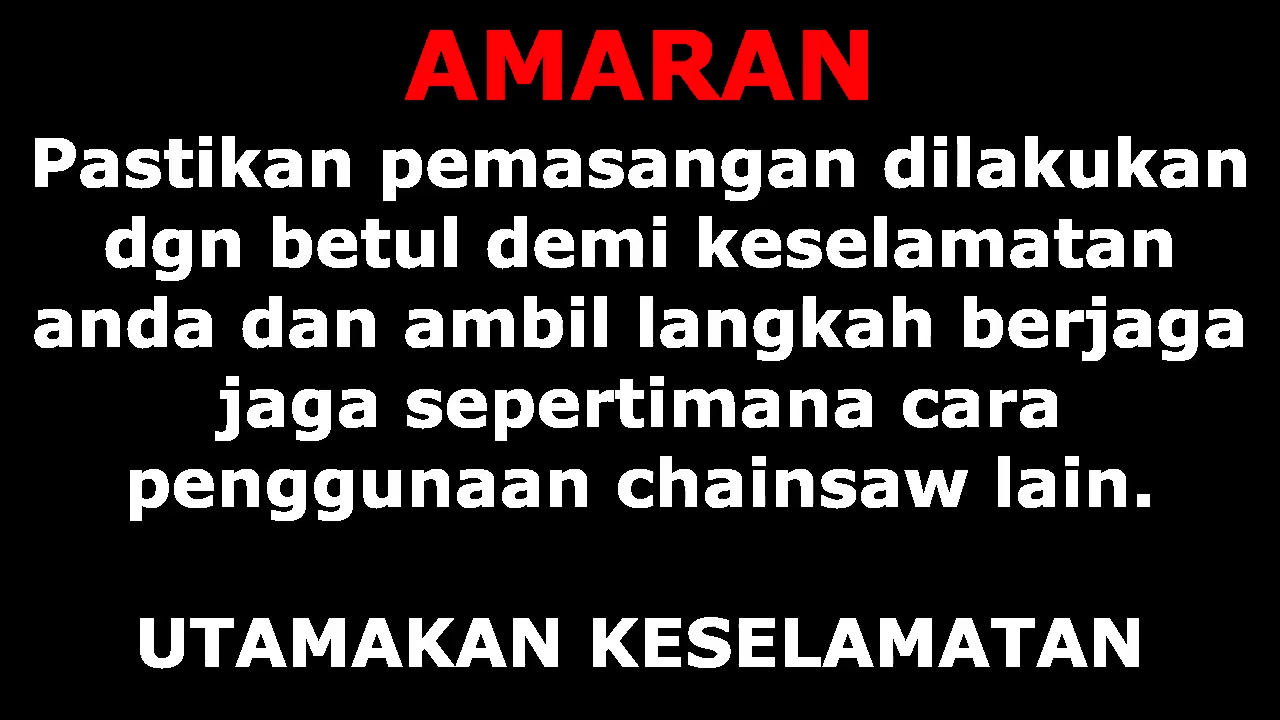 AMARAN
Pastikan pemasangan dilakukan
dgn betul demi keselamatan
anda dan ambil langkah berjaga
jaga sepertimana cara
penggunaan chainsaw lain.
UTAMAKAN KESELAMATAN